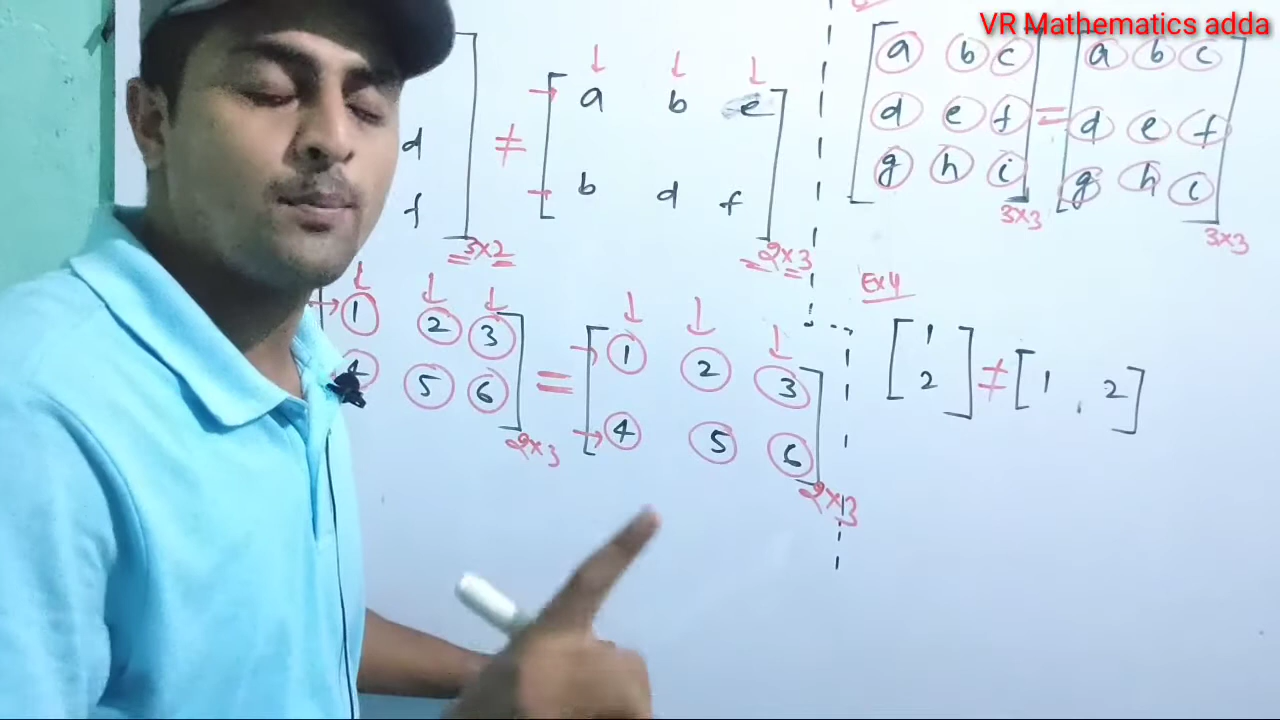 VR Mathematics adda
d
f
3x2
≠
a b e
b d f
2x3
a b c
d e f
g h i
3x3
=
a b c
d e f
g h i
3x3
1 2 3
4 5 6
2x3
=
1 2 3
4 5 6
2x3
Ex4
1
2
≠
1, 2